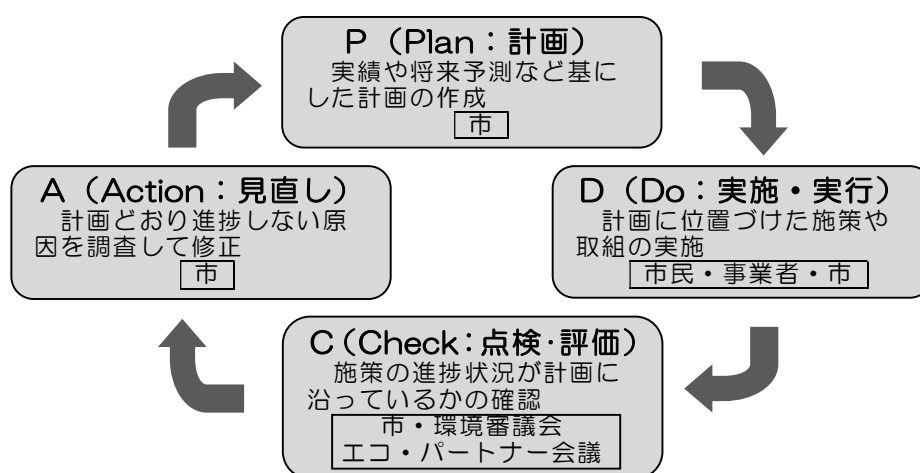 P（Plan：計画）
実績や将来予測など基に
した計画の作成
市
D（Do：実施・実行）
計画に位置づけた施策や
取組の実施
市民・事業者・市
C（Check：点検・評価）
施策の進捗状況が計画に
沿っているかの確認
市・環境審議会
エコ・パートナー会議
A（Action：見直し）
計画どおり進捗しない原
因を調査して修正
市